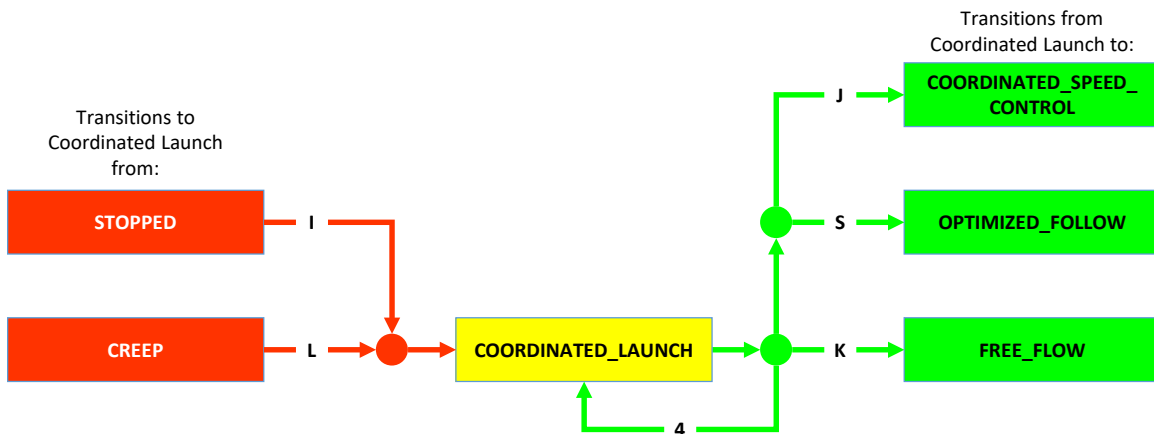 Transitions from
Coordinated Launch to:
COORDINATED_SPEED_
CONTROL
J
Transitions to
Coordinated Launch
from:
STOPPED
I
S
OPTIMIZED_FOLLOW
CREEP
L
COORDINATED_LAUNCH
K
FREE_FLOW
4